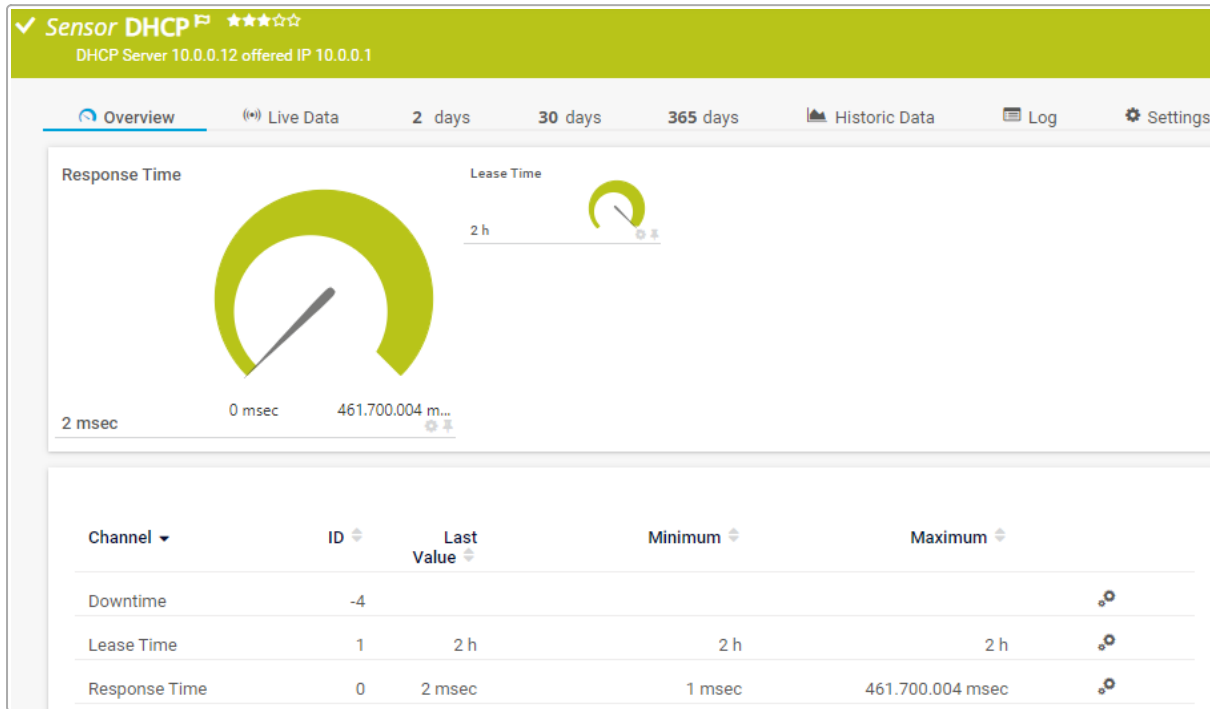 Sensor DHCP
DHCP Server 10.0.0.12 offered IP 10.0.0.1
Overview Live Data 2 days 30 days 365 days Historic Data Log Settings
Response Time
0 msec 461.700.004 m...
2 msec
Lease Time
2 h
Channel ID Last Value Minimum Maximum
Downtime -4
Lease Time 1 2 h 2 h 2 h
Response Time 0 2 msec 1 msec 461.700.004 msec